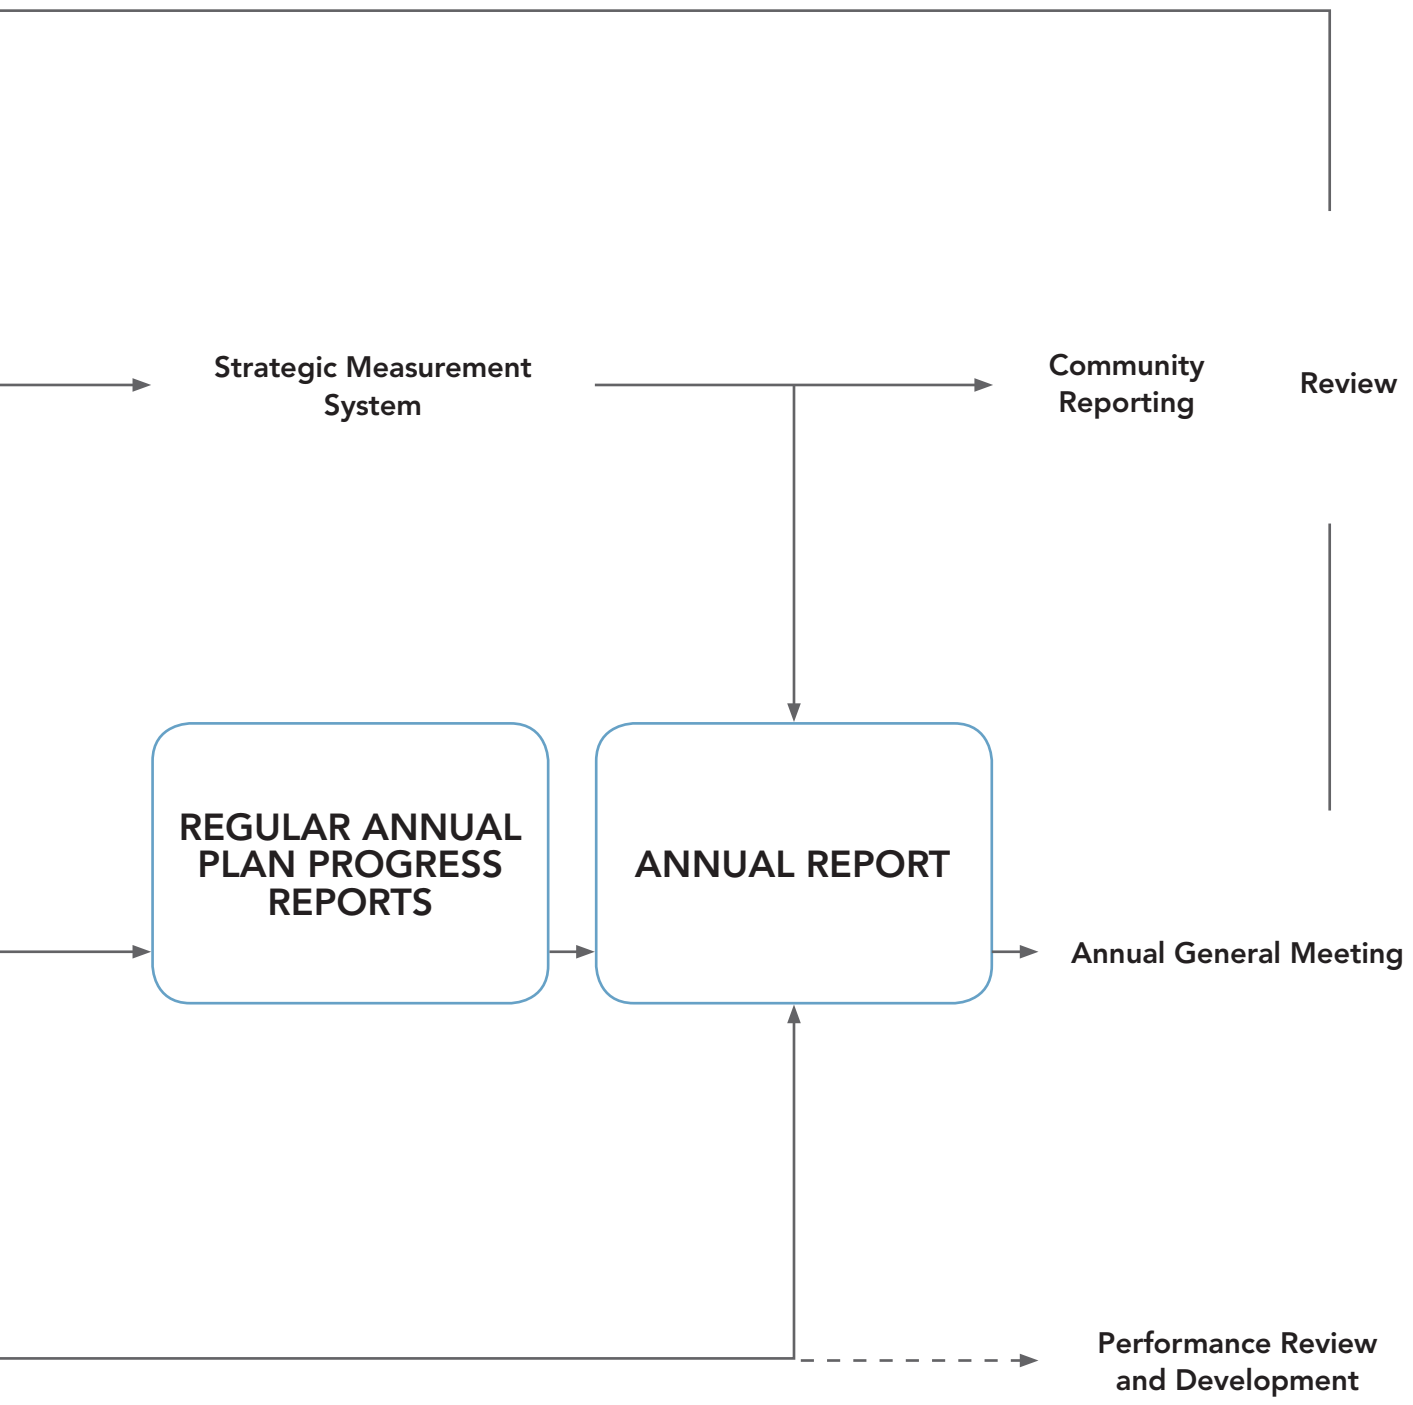 Strategic Measurement
System
Community
Reporting
Review
REGULAR ANNUAL
PLAN PROGRESS
REPORTS
ANNUAL REPORT
Annual General Meeting
Performance Review
and Development